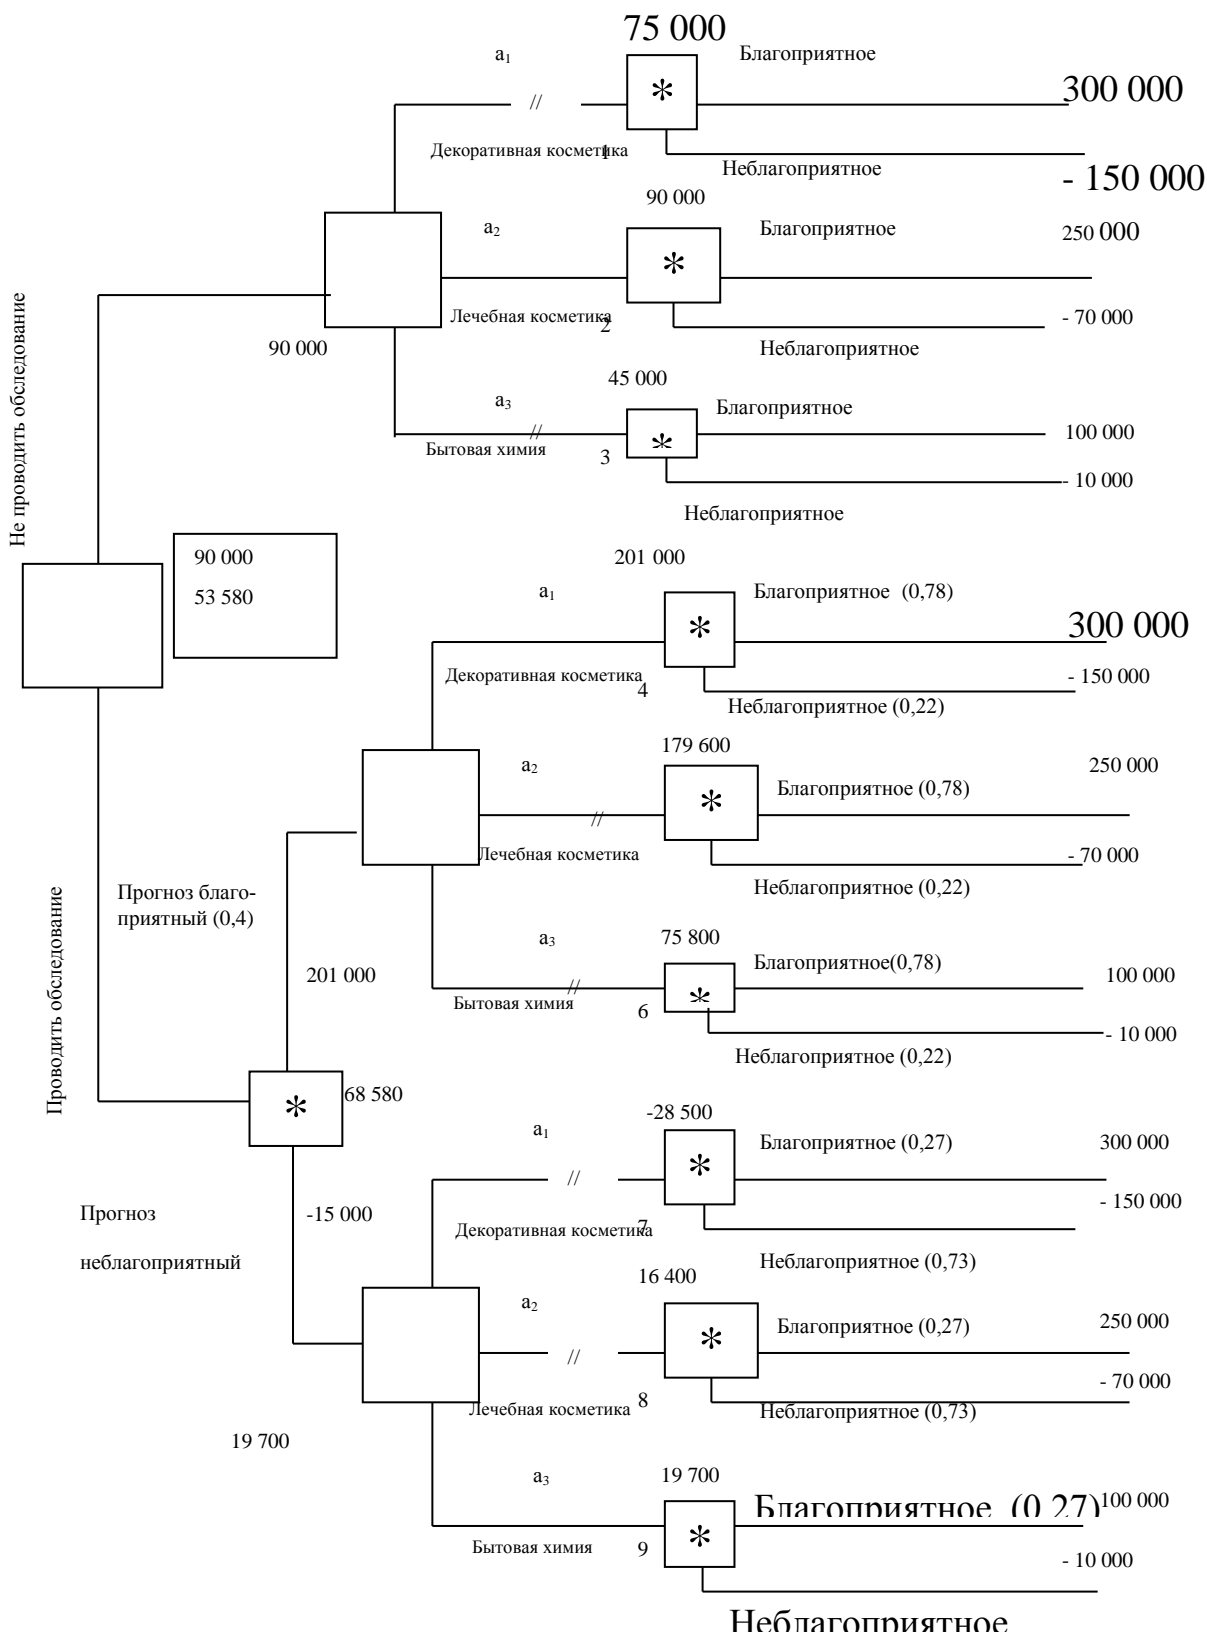 75 000
a1
Благоприятное
*
300 000
//
Декоративная косметика
1
Неблагоприятное
- 150 000
90 000
a2
Благоприятное
250 000
*
Лечебная косметика
2
- 70 000
Неблагоприятное
90 000
45 000
a3
Благоприятное
//
*
100 000
Бытовая химия
3
- 10 000
Неблагоприятное
Не проводить обследование
90 000
53 580
201 000
a1
Благоприятное (0,78)
*
300 000
Декоративная косметика
4
- 150 000
Неблагоприятное (0,22)
179 600
a2
250 000
Благоприятное (0,78)
*
//
Лечебная косметика
- 70 000
Неблагоприятное (0,22)
Прогноз благо-
приятный (0,4)
Проводить обследование
a3
75 800
Благоприятное(0,78)
201 000
100 000
//
*
Бытовая химия
6
- 10 000
Неблагоприятное (0,22)
*
68 580
-28 500
a1
Благоприятное (0,27)
300 000
*
//
- 150 000
Прогноз
неблагоприятный
-15 000
Декоративная косметика
7
Неблагоприятное (0,73)
16 400
a2
Благоприятное (0,27)
250 000
*
//
- 70 000
Лечебная косметика
8
Неблагоприятное (0,73)
19 700
a3
19 700
Благоприятное (0 27)
100 000
*
Бытовая химия
9
- 10 000
Неблагоприятное